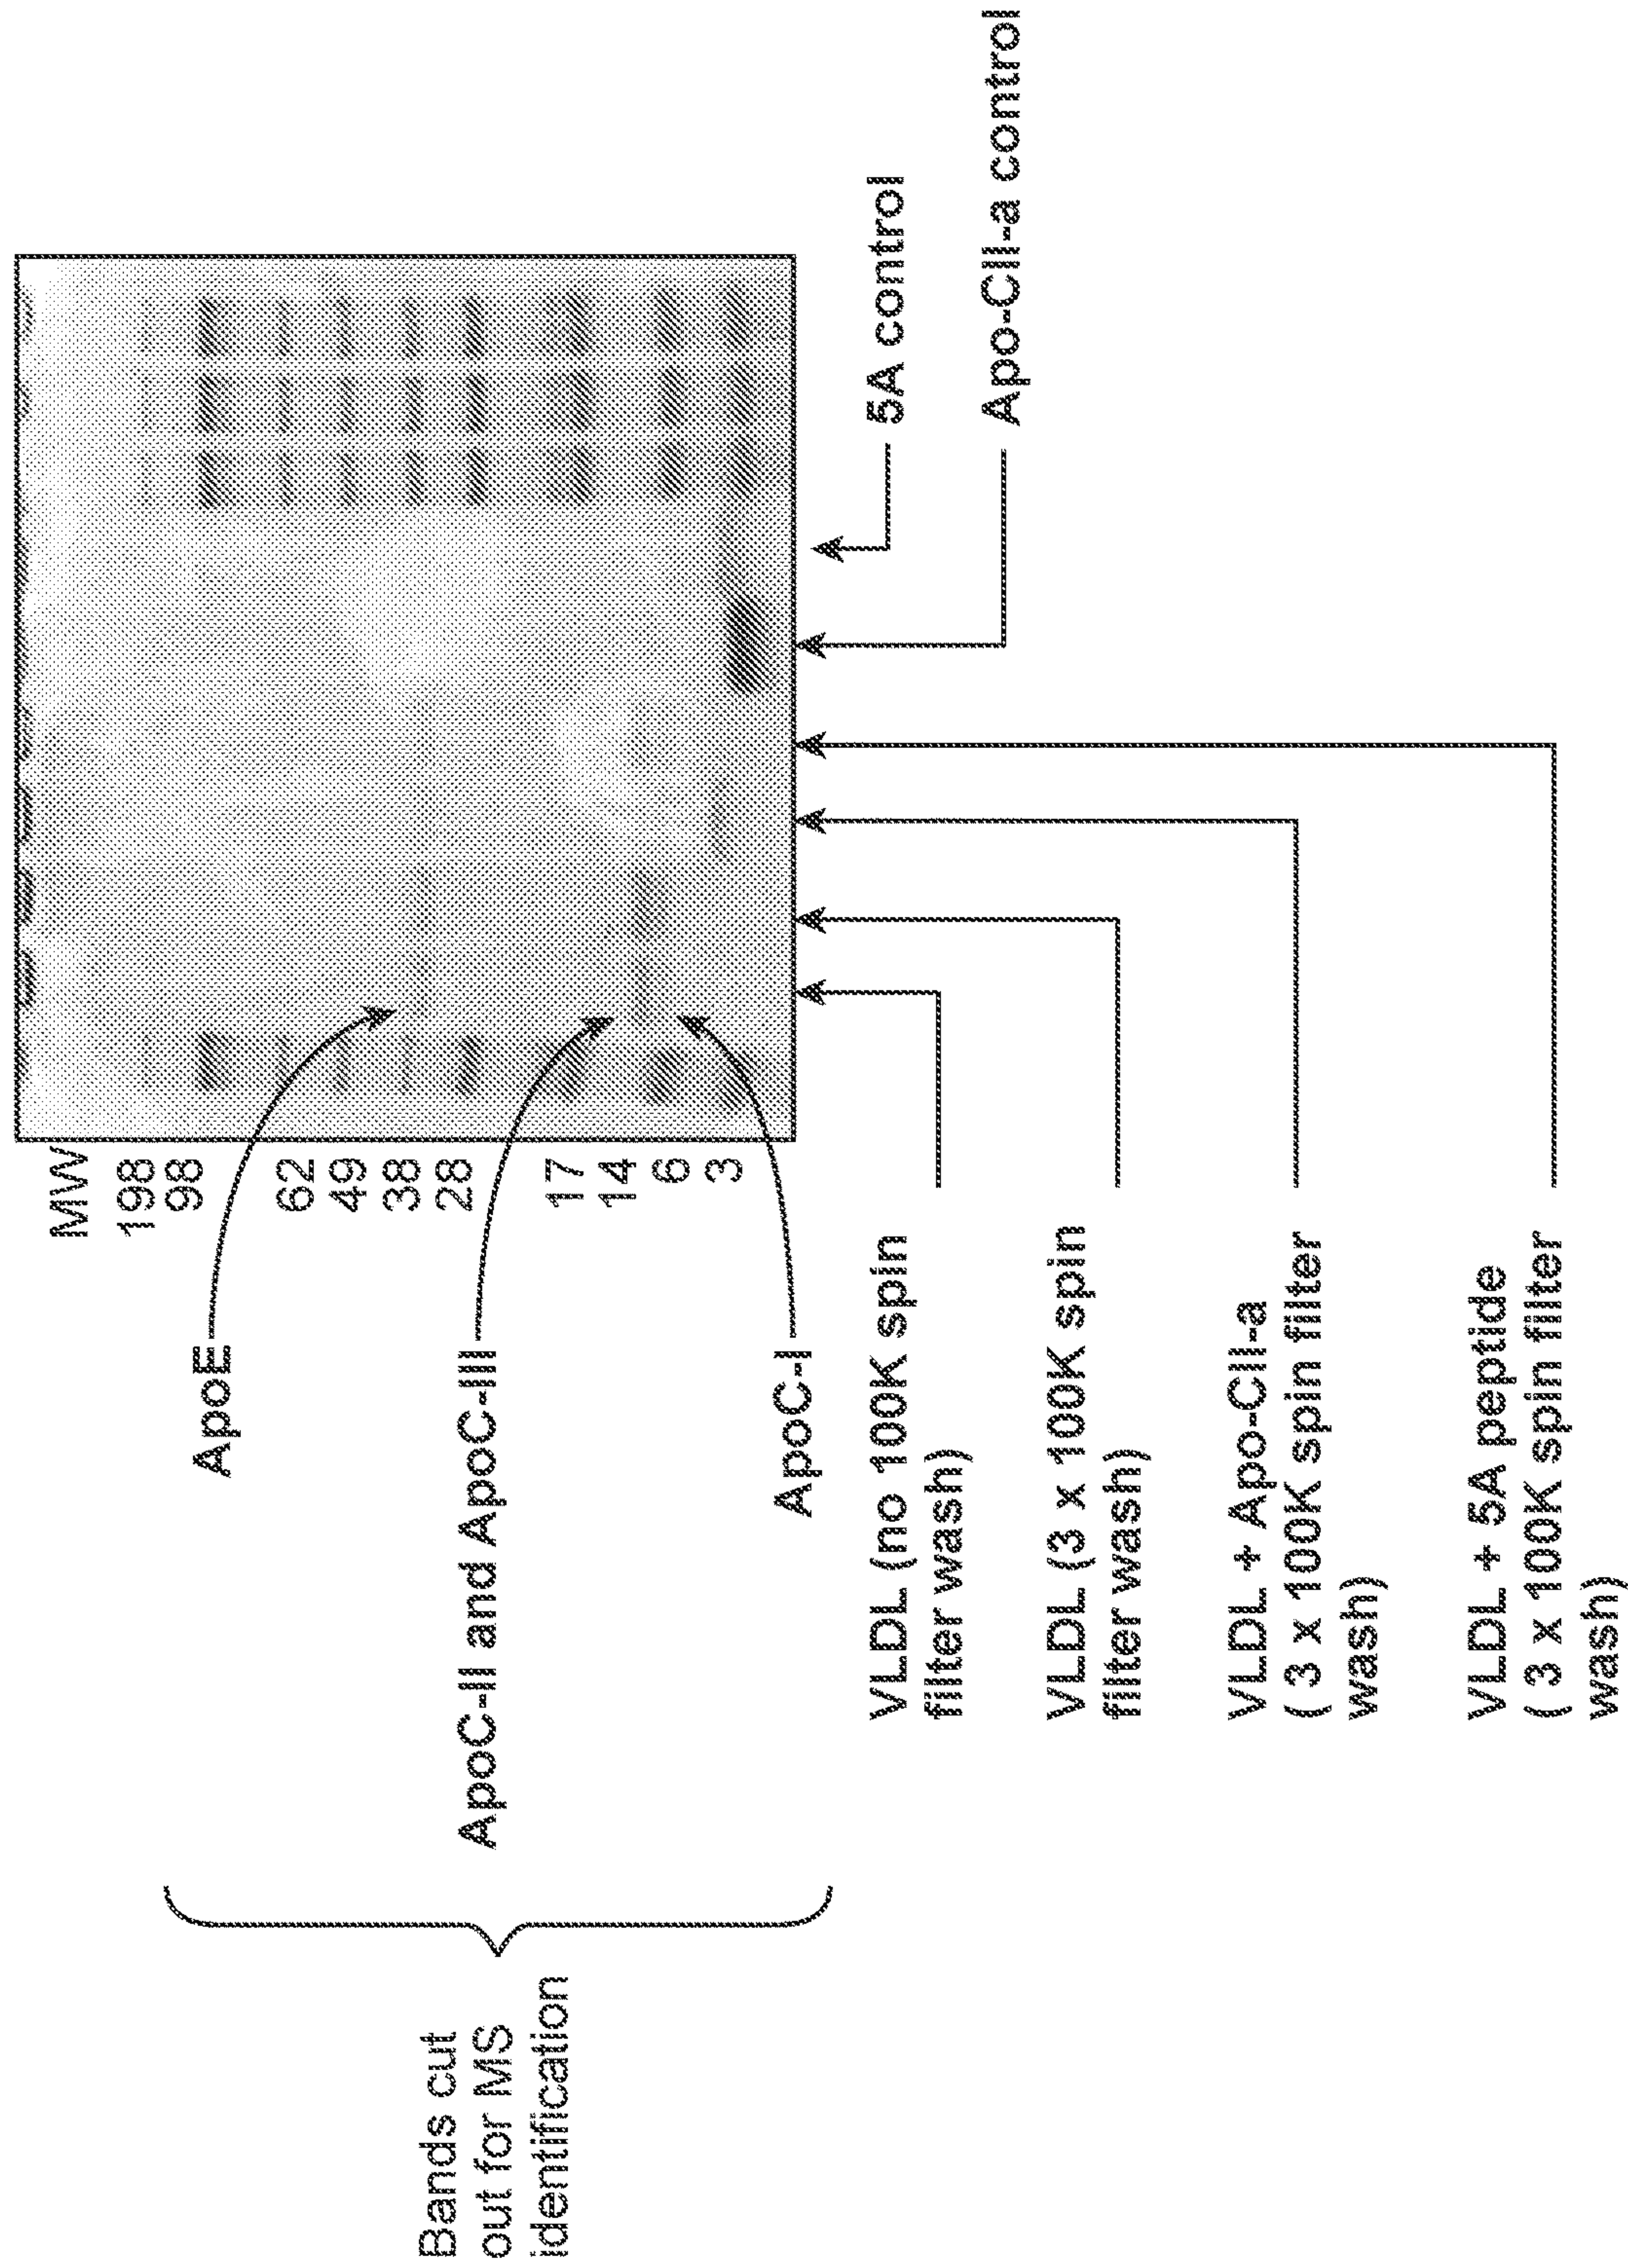 Bands cut
out for MS
identification
ApoE
ApoC-II and ApoC-III
ApoC-I
MW
198
98
62
49
38
28
17
14
6
3
VLDL (no 100K spin
filter wash)
VLDL (3 x 100K spin
filter wash)
VLDL + Apo-CII-a
( 3 x 100K spin filter
wash)
VLDL + 5A peptide
( 3 x 100K spin filter
wash)
5A control
Apo-CII-a control